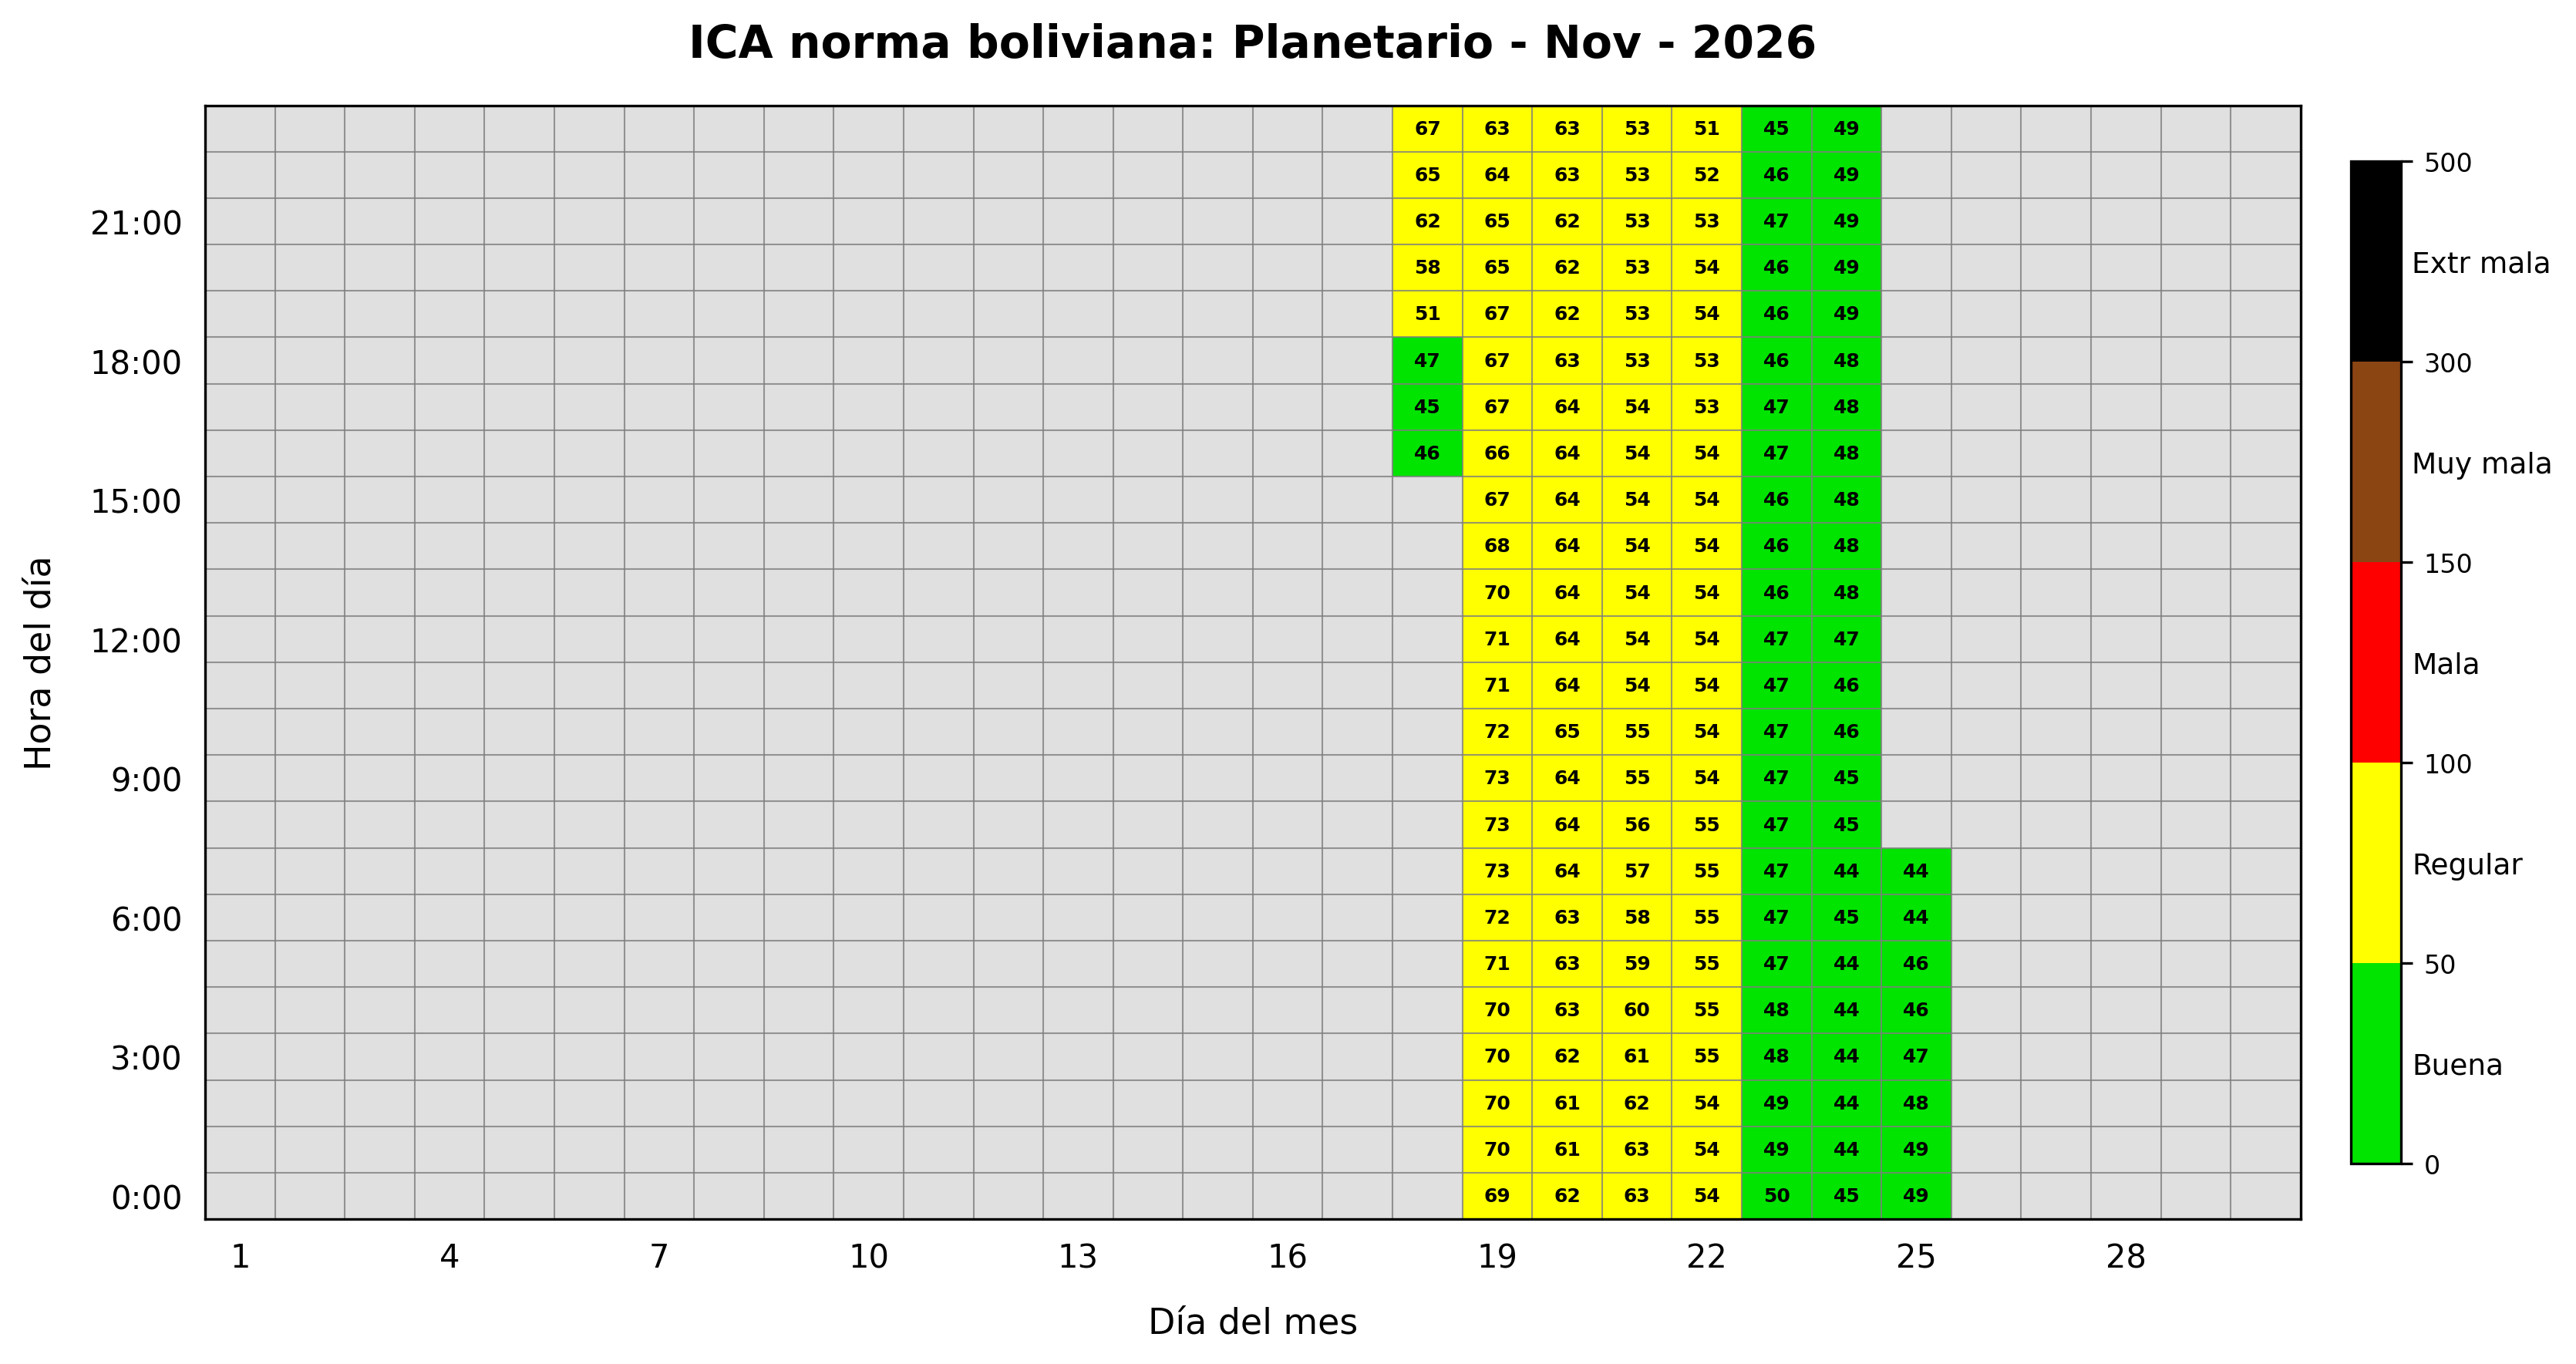 ICA norma boliviana: Planetario - Nov - 2026
67 63 63 53 51 45 49
65 64 63 53 52 46 49
21:00 62 65 62 53 53 47 49
58 65 62 53 54 46 49
51 67 62 53 54 46 49
18:00 47 67 63 53 53 46 48
45 67 64 54 53 47 48
46 66 64 54 54 47 48
15:00 67 64 54 54 46 48
68 64 54 54 46 48
70 64 54 54 46 48
12:00 71 64 54 54 47 47
71 64 54 54 47 46
72 65 55 54 47 46
9:00 73 64 55 54 47 45
73 64 56 55 47 45
73 64 57 55 47 44 44
6:00 72 63 58 55 47 45 44
71 63 59 55 47 44 46
70 63 60 55 48 44 46
3:00 70 62 61 55 48 44 47
70 61 62 54 49 44 48
70 61 63 54 49 44 49
0:00 69 62 63 54 50 45 49
1 4 7 10 13 16 19 22 25 28
Día del mes
Hora del día
500
Extr mala
300
Muy mala
150
Mala
100
Regular
50
Buena
0